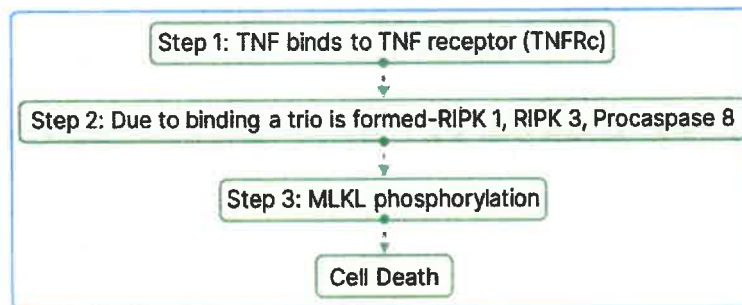 Step 1: TNF binds to TNF receptor (TNFRc)
Step 2: Due to binding a trio is formed-RIPK 1, RIPK 3, Procaspase 8
Step 3: MLKL phosphorylation
Cell Death